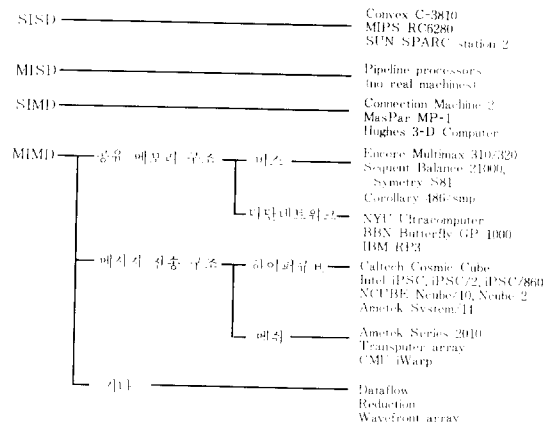 SISD
Convex C-3810
MIPS RC6280
SUN SPARC station 2
MISD
Pipeline processors
(no real machines)
SIMD
Connection Machine 2
MasPar MP-1
Hughes 3-D Computer
MIMD 공유 메모리 구조 버스
Encore Multimax 310/320
Sequent Balance 21000,
Symetry S81
Corollary 486/smp
다단네트워크
NYU Ultracomputer
BBN Butterfly GP 1000
IBM RP3
메시지 전송 구조 하이퍼큐브
Caltech Cosmic Cube
Intel iPSC, iPSC/2, iPSC/860
NCUBE Ncube/10, Ncube 2
Ametek System/14
메쉬
Ametek Series 2010
Transputer array
CMU iWarp
기타
Dataflow
Reduction
Wavefront array